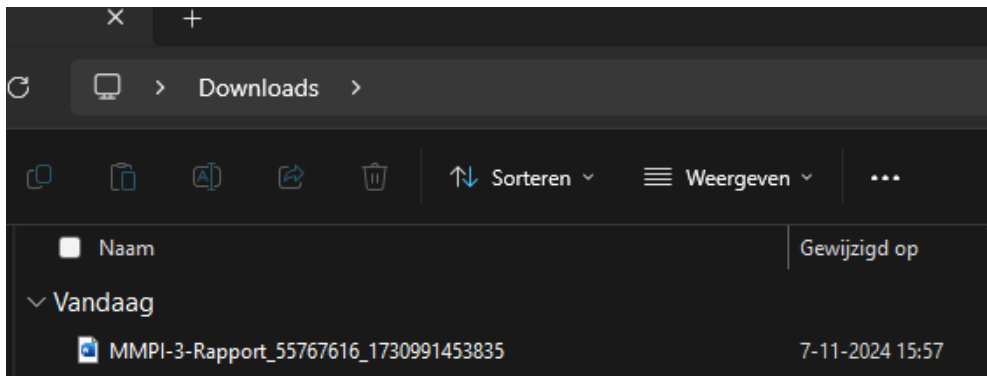 Downloads
Sorteren
Weergeven
Naam Gewijzigd op
Vandaag
MMPI-3-Rapport_55767616_1730991453835 7-11-2024 15:57